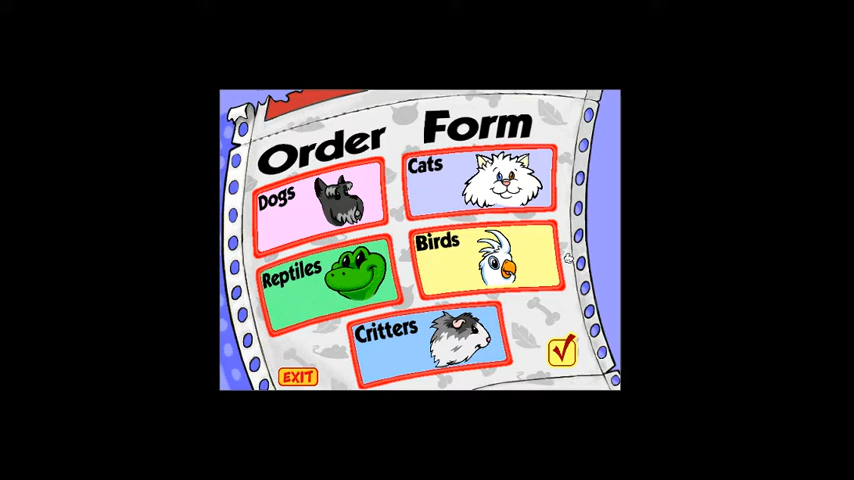 Order Form
Dogs
Cats
Reptiles
Birds
Critters
EXIT